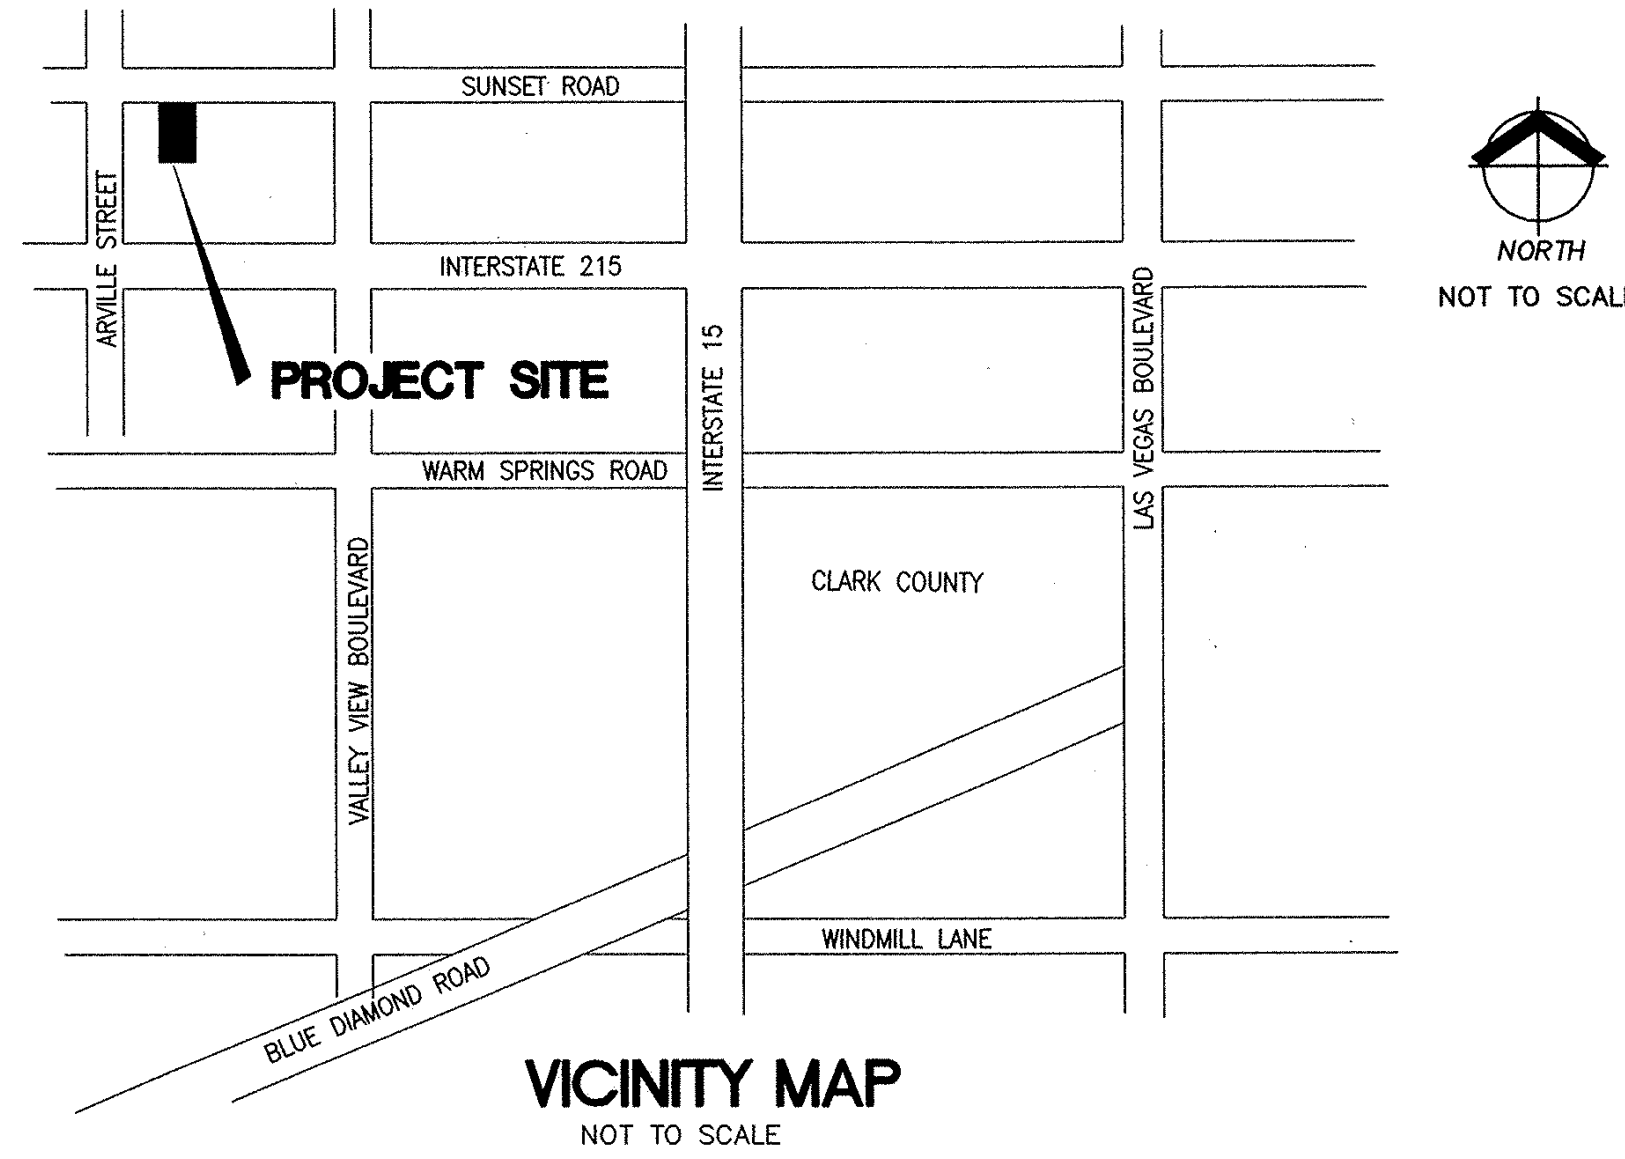 SUNSET ROAD
ARVILLE STREET
INTERSTATE 215
NORTH
NOT TO SCALE
PROJECT SITE
INTERSTATE 15
LAS VEGAS BOULEVARD
WARM SPRINGS ROAD
VALLEY VIEW BOULEVARD
CLARK COUNTY
WINDMILL LANE
BLUE DIAMOND ROAD
VICINITY MAP
NOT TO SCALE